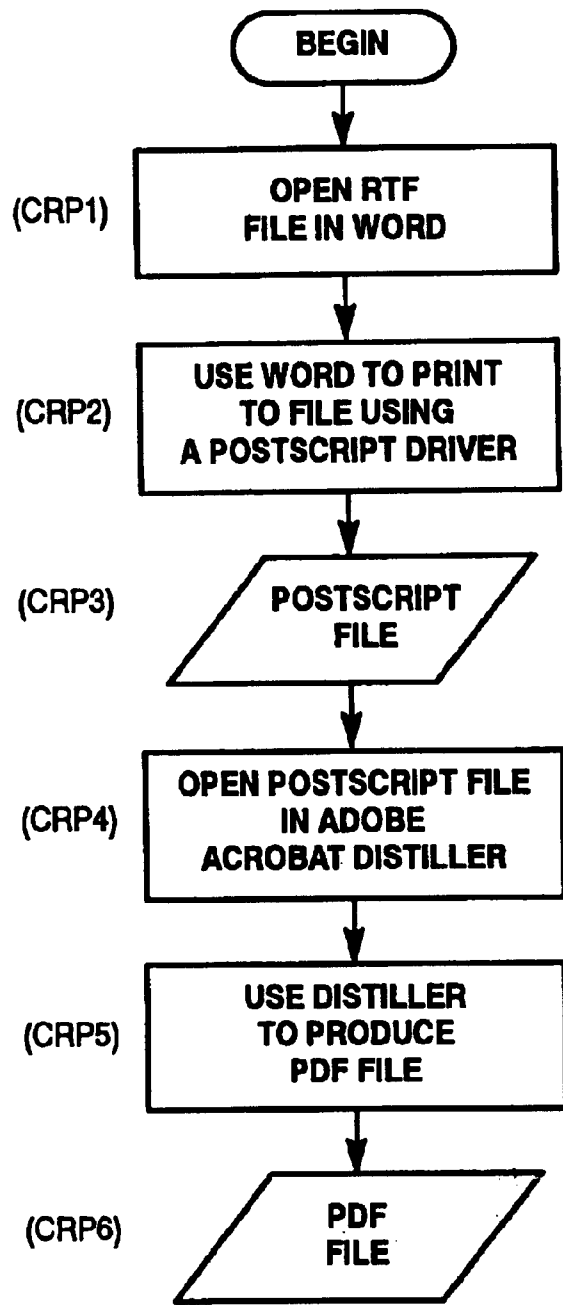 BEGIN
(CRP1)
OPEN RTF
FILE IN WORD
(CRP2)
USE WORD TO PRINT
TO FILE USING
A POSTSCRIPT DRIVER
(CRP3)
POSTSCRIPT
FILE
(CRP4)
OPEN POSTSCRIPT FILE
IN ADOBE
ACROBAT DISTILLER
(CRP5)
USE DISTILLER
TO PRODUCE
PDF FILE
(CRP6)
PDF
FILE